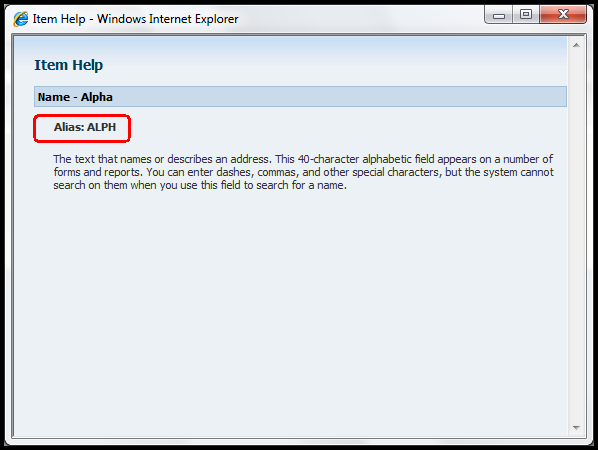 Item Help - Windows Internet Explorer
Item Help
Name - Alpha
Alias: ALPH
The text that names or describes an address. This 40-character alphabetic field appears on a number of
forms and reports. You can enter dashes, commas, and other special characters, but the system cannot
search on them when you use this field to search for a name.